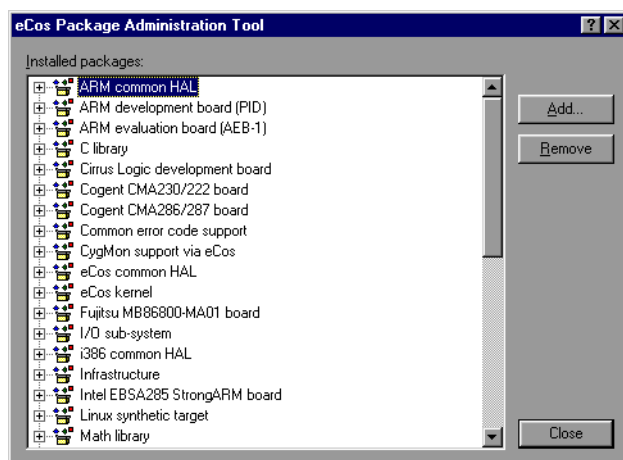 eCos Package Administration Tool
Installed packages:
ARM common HAL
ARM development board (PID)
ARM evaluation board (AEB-1)
C library
Cirrus Logic development board
Cogent CMA230/222 board
Cogent CMA286/287 board
Common error code support
CygMon support via eCos
eCos common HAL
eCos kernel
Fujitsu MB86800-MA01 board
I/O sub-system
i386 common HAL
Infrastructure
Intel EBSA285 StrongARM board
Linux synthetic target
Math library
Add...
Remove
Close